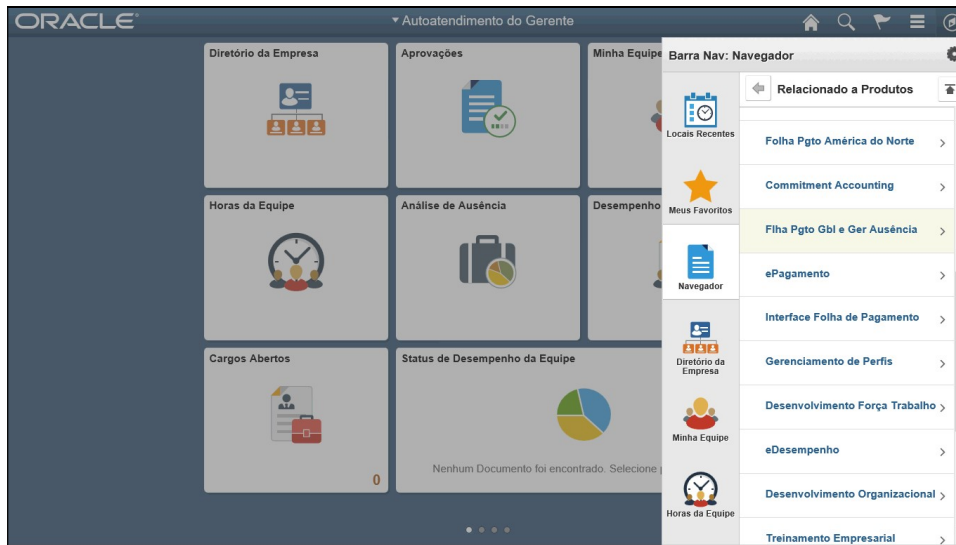 ORACLE
Autoatendimento do Gerente
Diretório da Empresa
Aprovações
Minha Equipe
Horas da Equipe
Análise de Ausência
Desempenho
Cargos Abertos
0
Status de Desempenho da Equipe
Nenhum Documento foi encontrado. Selecione
Barra Nav: Navegador
Locais Recentes
Meus Favoritos
Navegador
Diretório da
Empresa
Minha Equipe
Horas da Equipe
Relacionado a Produtos
Folha Pgto América do Norte
Commitment Accounting
Flha Pgto Gbl e Ger Ausência
ePagamento
Interface Folha de Pagamento
Gerenciamento de Perfis
Desenvolvimento Força Trabalho
eDesempenho
Desenvolvimento Organizacional
Treinamento Empresarial